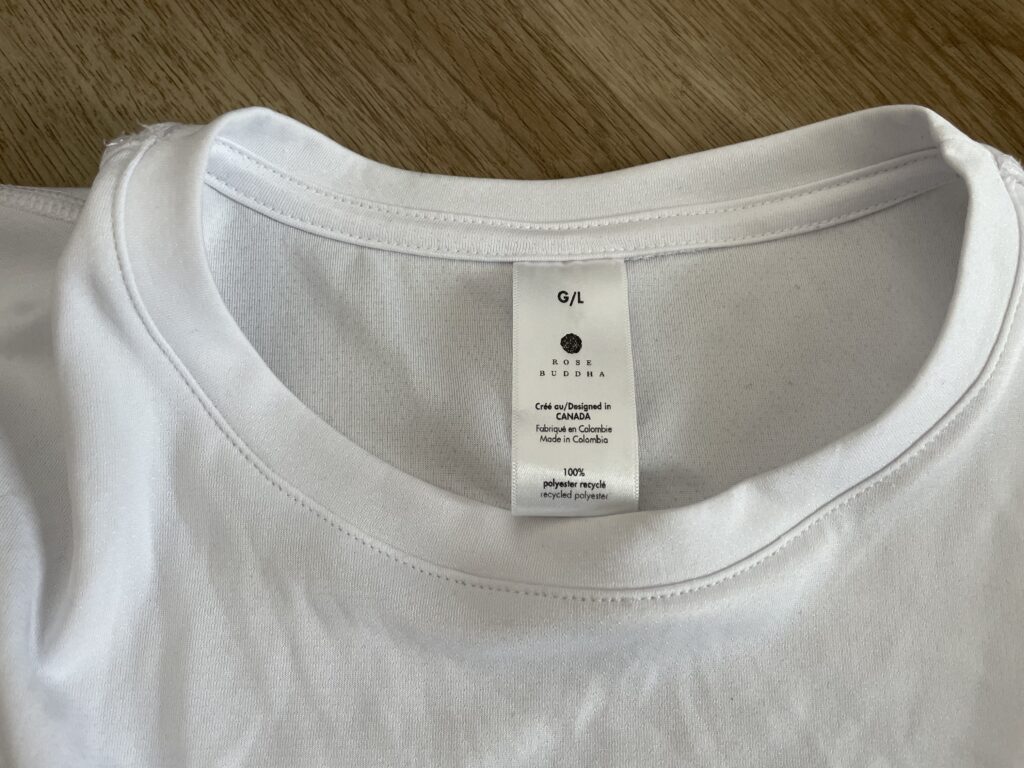 G/L
ROSE
BUDDHA
Créé au/Designed in
CANADA
Fabriqué en Colombie
Made in Colombia
100%
polyester recyclé
recycled polyester